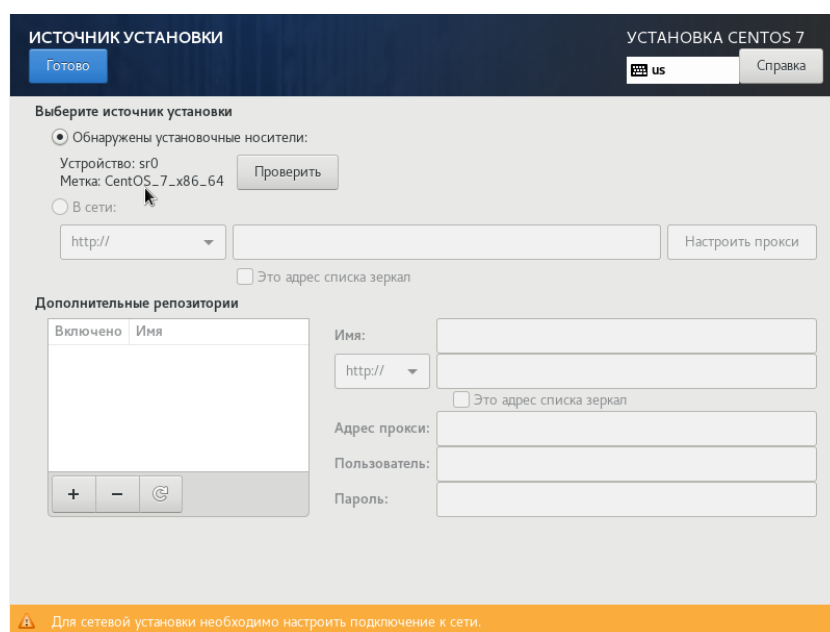 ИСТОЧНИК УСТАНОВКИ
УСТАНОВКА CENTOS 7
Готово
us
Справка
Выберите источник установки
Обнаружены установочные носители:
Устройство: sr0
Метка: CentOS_7_x86_64
Проверить
В сети:
http://
Настроить прокси
Это адрес списка зеркал
Дополнительные репозитории
Включено Имя
Имя:
http://
Это адрес списка зеркал
Адрес прокси:
Пользователь:
Пароль:
+ −
Для сетевой установки необходимо настроить подключение к сети.